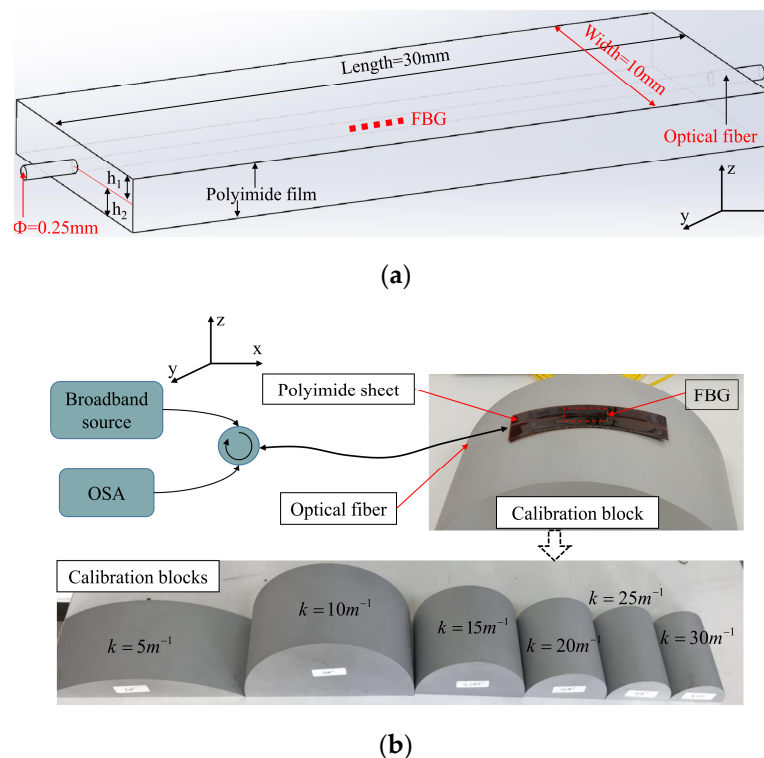 Length=30mm
Width=10mm
FBG
Optical fiber
h₁
h₂
Polyimide film
Φ=0.25mm
z
y
(a)
z
x
y
Broadband
source
OSA
Polyimide sheet
FBG
Optical fiber
Calibration block
Calibration blocks
k = 5m⁻¹
k = 10m⁻¹
k = 15m⁻¹
k = 20m⁻¹
k = 25m⁻¹
k = 30m⁻¹
(b)